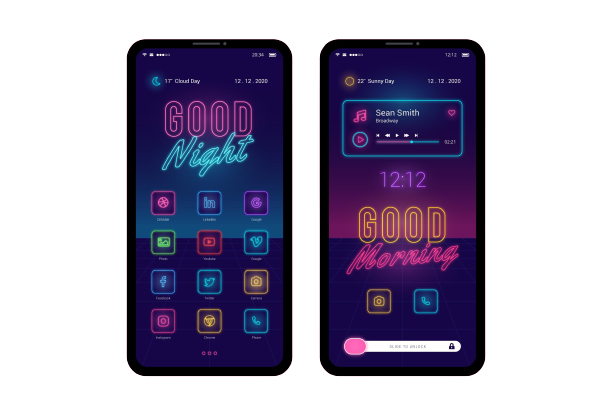 20:34
17° Cloud Day
12 . 12 . 2020
GOOD
Night
Dribbble
LinkedIn
Google
Photo
Youtube
Google
Facebook
Twitter
Camera
Instagram
Chrome
Phone
12:12
22° Sunny Day
12 . 12 . 2020
Sean Smith
Broadway
02:21
12:12
GOOD
Morning
SLIDE TO UNLOCK